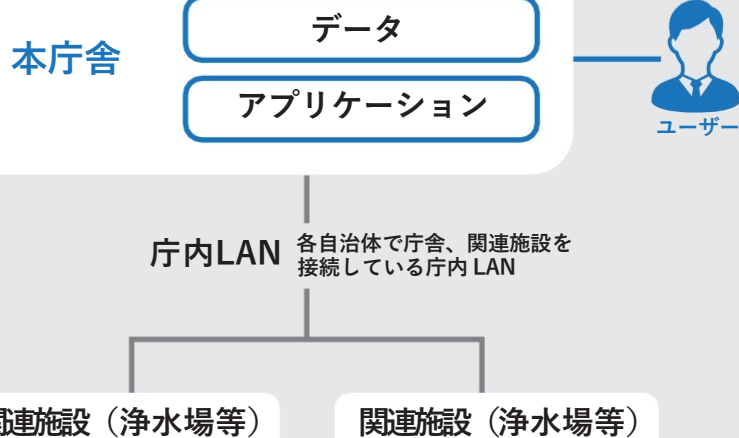 データ
本庁舎
アプリケーション
ユーザー
庁内LAN
各自治体で庁舎、関連施設を
接続している庁内 LAN
関連施設（浄水場等）
関連施設（浄水場等）